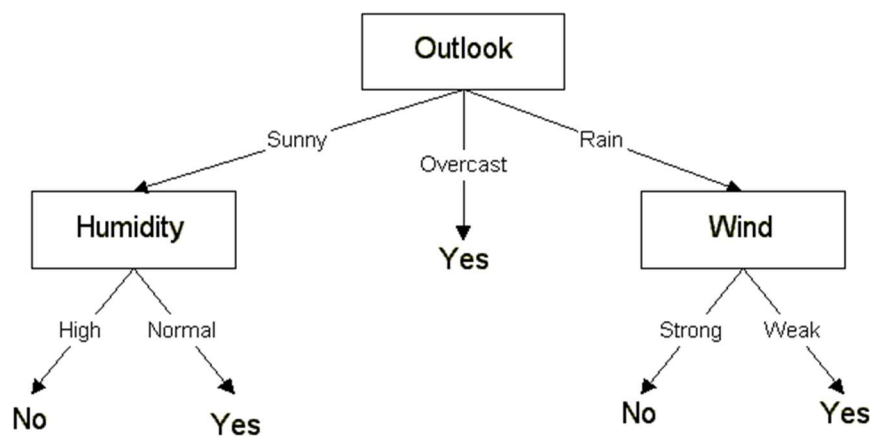 Outlook
Sunny
Overcast
Rain
Humidity
Yes
Wind
High
Normal
Strong
Weak
No
Yes
No
Yes